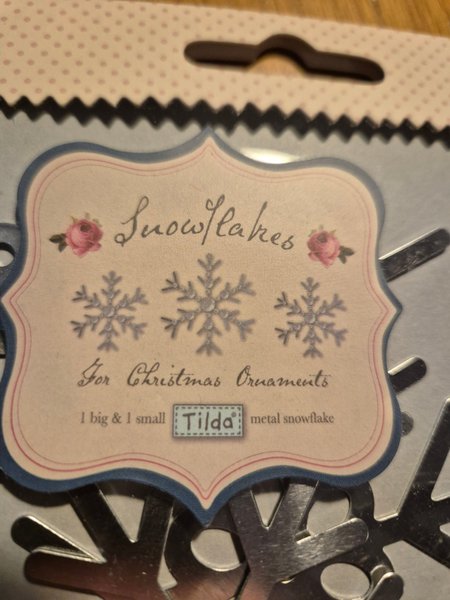 Snowflakes
For Christmas Ornaments
1 big & 1 small Tilda® metal snowflake